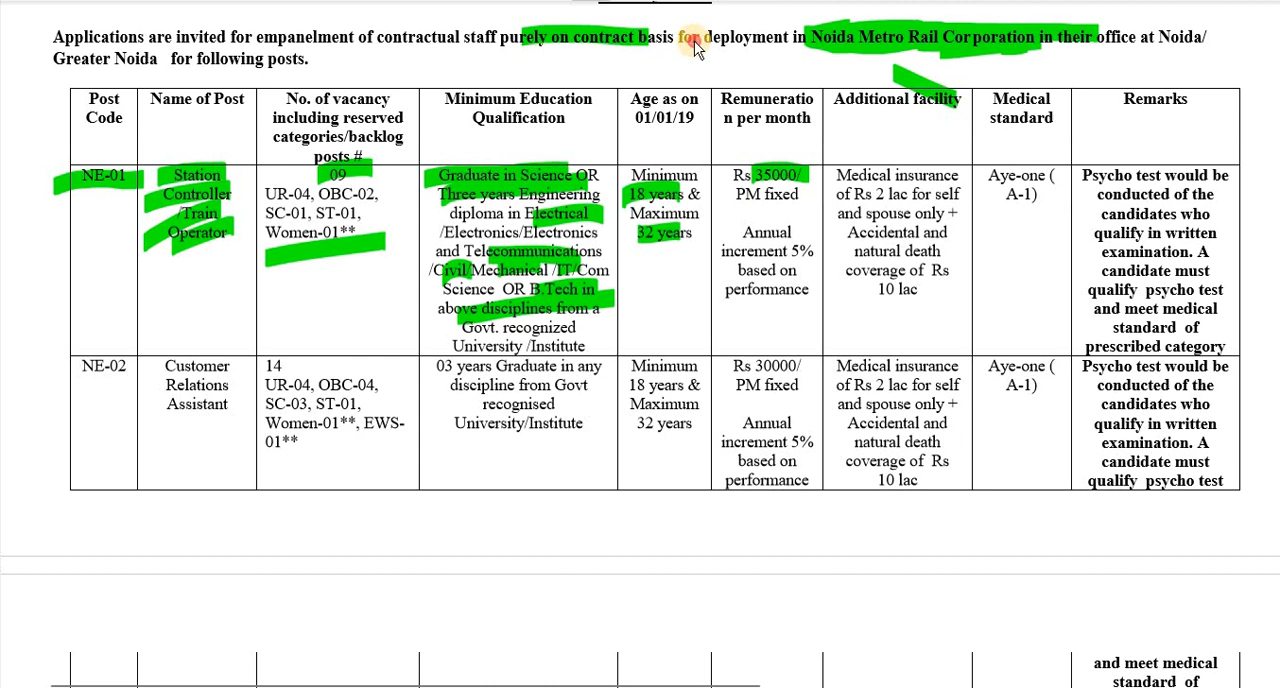 Applications are invited for empanelment of contractual staff purely on contract basis for deployment in Noida Metro Rail Corporation in their office at Noida/
Greater Noida for following posts.
Post
Code
Name of Post
No. of vacancy
including reserved
categories/backlog
posts #
Minimum Education
Qualification
Age as on
01/01/19
Remuneratio
n per month
Additional facility
Medical
standard
Remarks
NE-01
Station
Controller
/Train
Operator
09
UR-04, OBC-02,
SC-01, ST-01,
Women-01**
Graduate in Science OR
Three years Engineering
diploma in Electrical
/Electronics/Electronics
and Telecommunications
/Civil/Mechanical /IT/Com
Science OR B.Tech in
above disciplines from a
Govt. recognized
University /Institute
Minimum
18 years &
Maximum
32 years
Rs 35000/
PM fixed
Annual
increment 5%
based on
performance
Medical insurance
of Rs 2 lac for self
and spouse only +
Accidental and
natural death
coverage of Rs
10 lac
Aye-one (
A-1)
Psycho test would be
conducted of the
candidates who
qualify in written
examination. A
candidate must
qualify psycho test
and meet medical
standard of
prescribed category
NE-02
Customer
Relations
Assistant
14
UR-04, OBC-04,
SC-03, ST-01,
Women-01**, EWS-
01**
03 years Graduate in any
discipline from Govt
recognised
University/Institute
Minimum
18 years &
Maximum
32 years
Rs 30000/
PM fixed
Annual
increment 5%
based on
performance
Medical insurance
of Rs 2 lac for self
and spouse only +
Accidental and
natural death
coverage of Rs
10 lac
Aye-one (
A-1)
Psycho test would be
conducted of the
candidates who
qualify in written
examination. A
candidate must
qualify psycho test
and meet medical
standard of